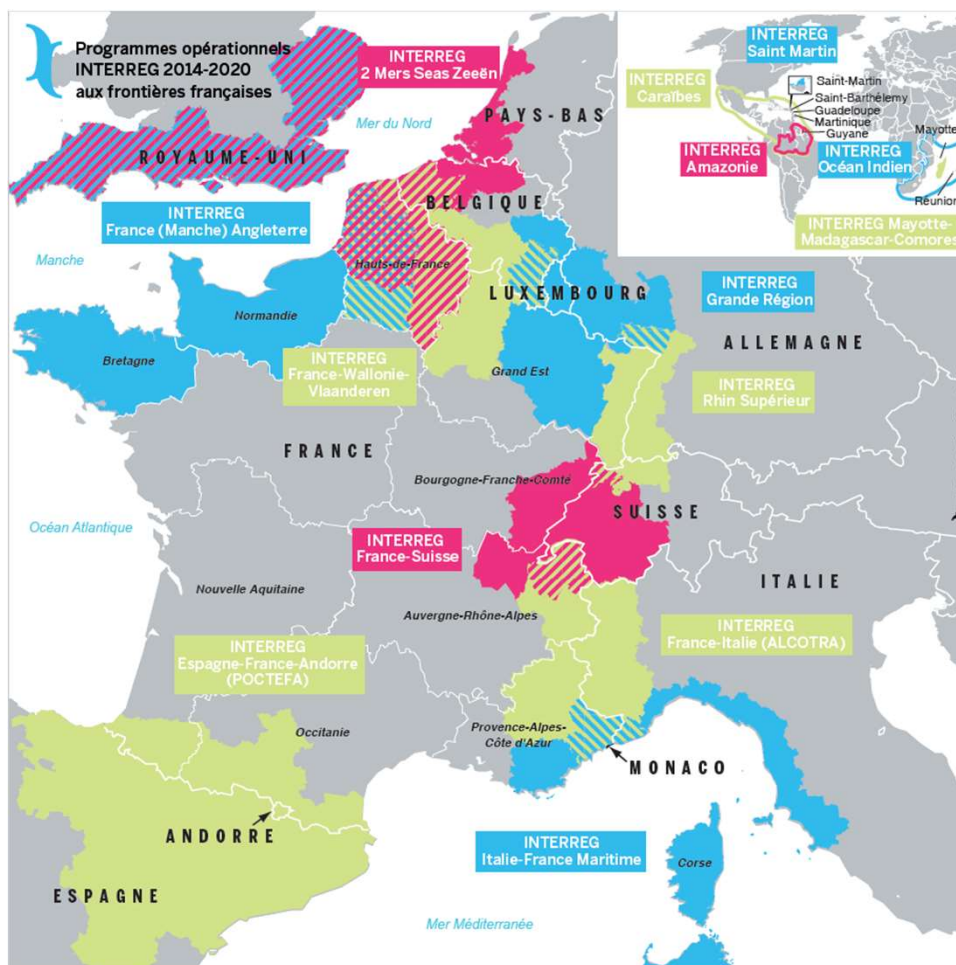 Programmes opérationnels
INTERREG 2014-2020
aux frontières françaises
INTERREG
2 Mers Seas Zeeën
Mer du Nord
PAYS-BAS
ROYAUME-UNI
BELGIQUE
INTERREG
France (Manche) Angleterre
Manche
Hauts-de-France
LUXEMBOURG
INTERREG
Grande Région
Normandie
Bretagne
ALLEMAGNE
INTERREG
France-Wallonie-
Vlaanderen
Grand Est
INTERREG
Rhin Supérieur
FRANCE
Bourgogne-Franche-Comté
SUISSE
Océan Atlantique
INTERREG
France-Suisse
ITALIE
Nouvelle Aquitaine
Auvergne-Rhône-Alpes
INTERREG
France-Italie (ALCOTRA)
INTERREG
Espagne-France-Andorre
(POCTEFA)
Occitanie
Provence-Alpes-
Côte d'Azur
MONACO
ANDORRE
INTERREG
Italie-France Maritime
Corse
ESPAGNE
Mer Méditerranée
INTERREG
Saint Martin
INTERREG
Caraïbes
Saint-Martin
Saint-Barthélemy
Guadeloupe
Martinique
Guyane
Mayotte
INTERREG
Amazonie
INTERREG
Océan Indien
Réunion
INTERREG Mayotte-
Madagascar-Comores